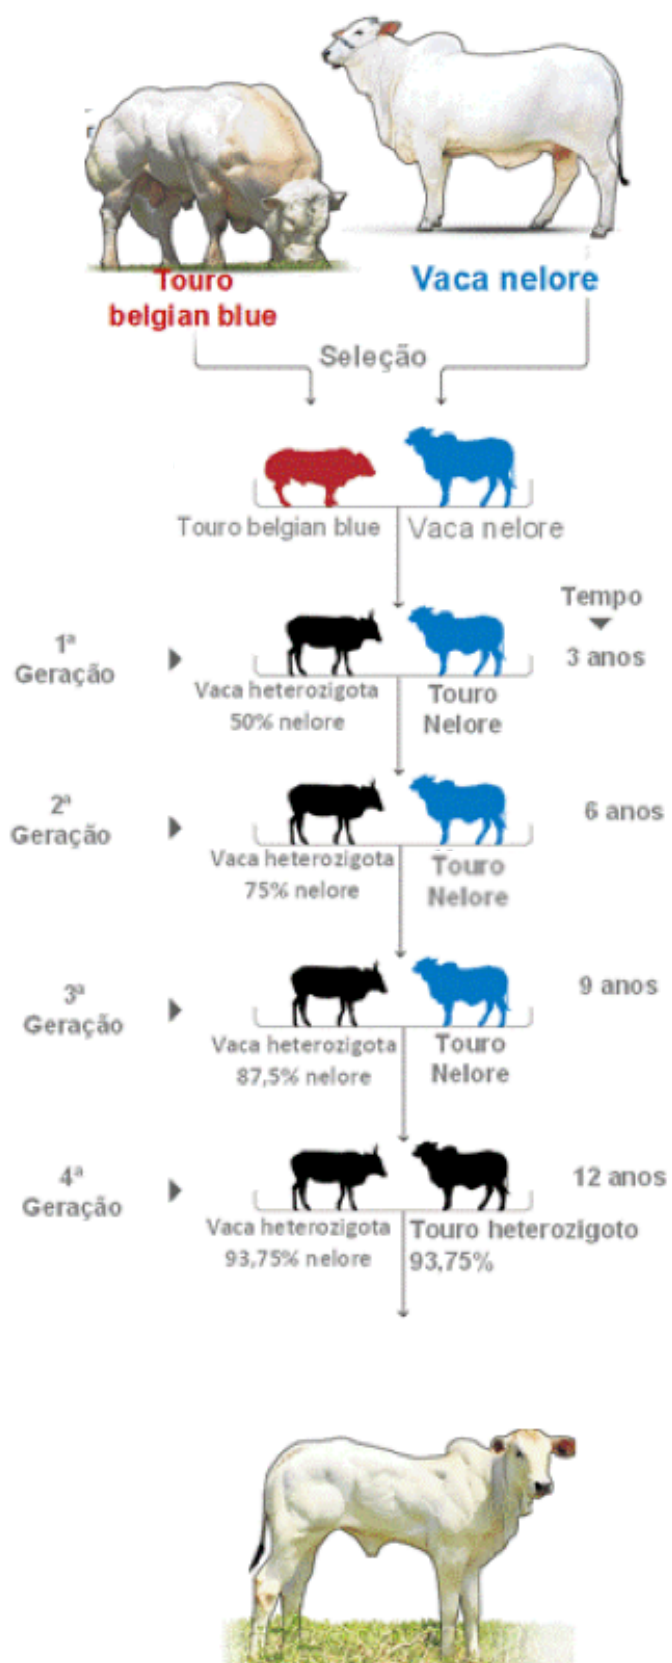 Touro
belgian blue
Vaca nelore
Seleção
Touro belgian blue
Vaca nelore
Tempo
1ª
Geração
3 anos
Vaca heterozigota
50% nelore
Touro
Nelore
2ª
Geração
6 anos
Vaca heterozigota
75% nelore
Touro
Nelore
3ª
Geração
9 anos
Vaca heterozigota
87,5% nelore
Touro
Nelore
4ª
Geração
12 anos
Vaca heterozigota
93,75% nelore
Touro heterozigoto
93,75%